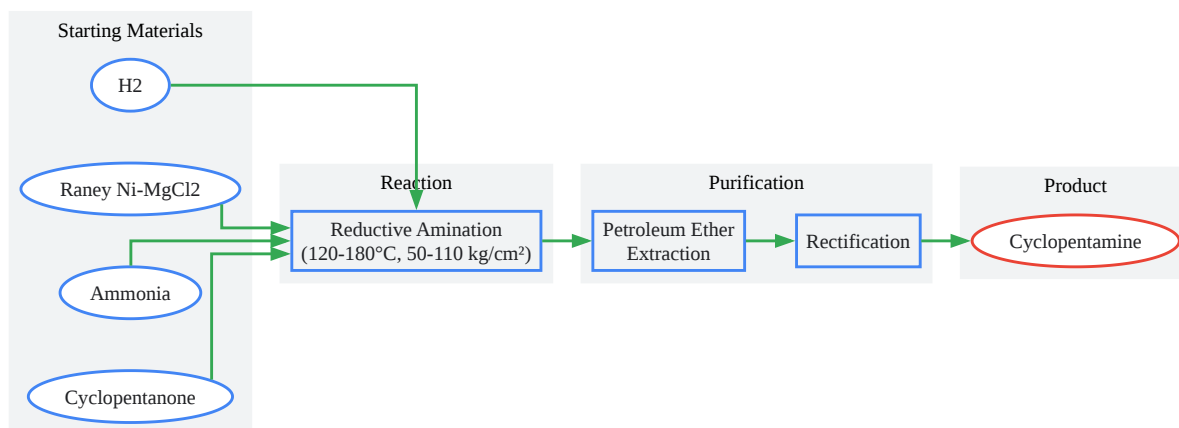 Starting Materials
H2
Raney Ni-MgCl2
Ammonia
Cyclopentanone
Reaction
Reductive Amination
(120-180°C, 50-110 kg/cm²)
Purification
Petroleum Ether
Extraction
Rectification
Product
Cyclopentamine